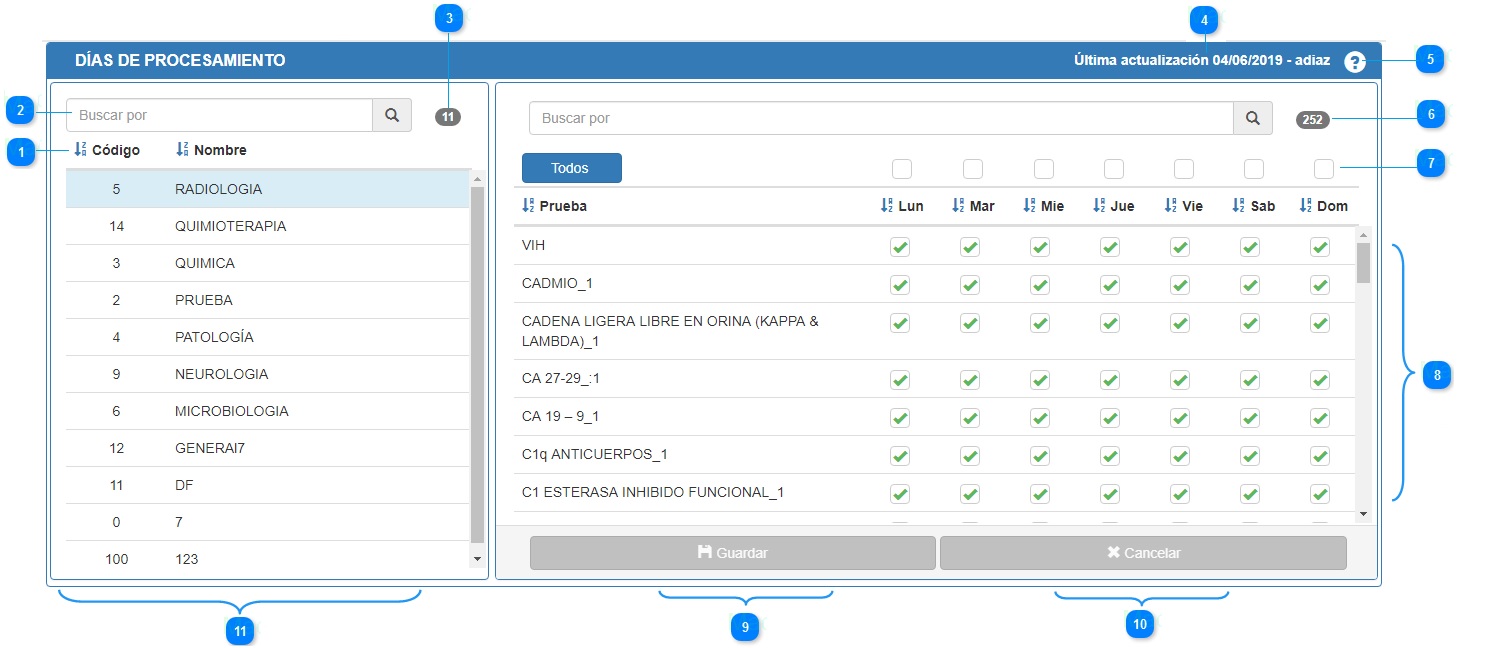 3
4
DÍAS DE PROCESAMIENTO
Última actualización 04/06/2019 - adiaz
?
5
2
Buscar por
11
Buscar por
252
6
1
Código
Nombre
Todos
7
5 RADIOLOGIA
14 QUIMIOTERAPIA
3 QUIMICA
2 PRUEBA
4 PATOLOGÍA
9 NEUROLOGIA
6 MICROBIOLOGIA
12 GENERAI7
11 DF
0 7
100 123
Prueba Lun Mar Mie Jue Vie Sab Dom
VIH
CADMIO_1
CADENA LIGERA LIBRE EN ORINA (KAPPA &
LAMBDA)_1
CA 27-29_:1
CA 19 – 9_1
C1q ANTICUERPOS_1
C1 ESTERASA INHIBIDO FUNCIONAL_1
8
Guardar
Cancelar
11
9
10